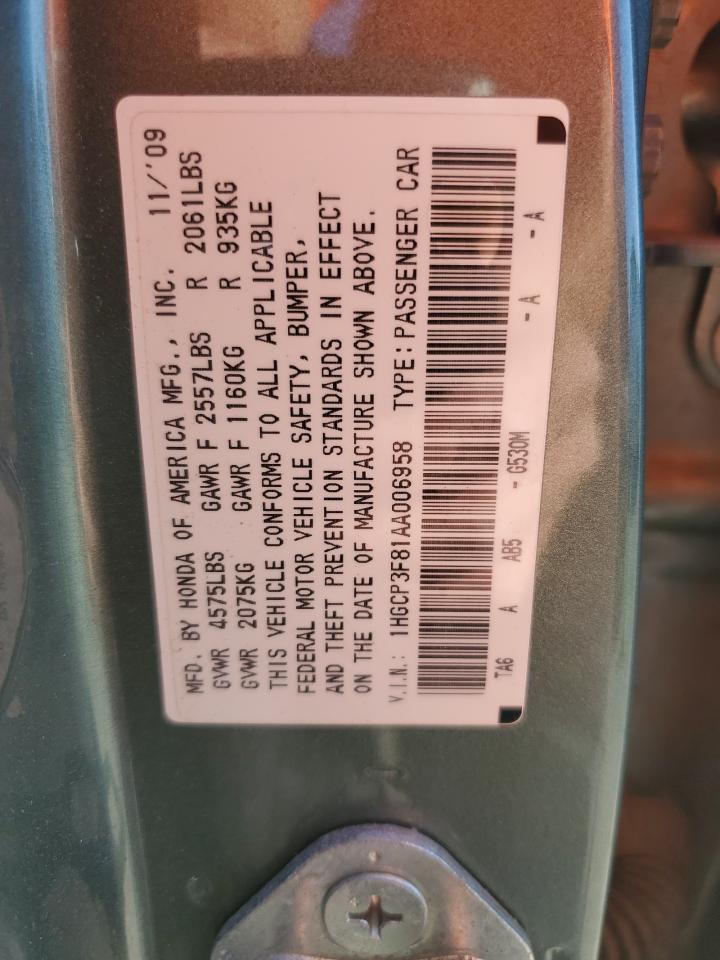 MFD. BY HONDA OF AMERICA MFG., INC. 11/'09
GVWR 4575LBS GAWR F 2557LBS R 2061LBS
GVWR 2075KG GAWR F 1160KG R 935KG
THIS VEHICLE CONFORMS TO ALL APPLICABLE
FEDERAL MOTOR VEHICLE SAFETY, BUMPER,
AND THEFT PREVENTION STANDARDS IN EFFECT
ON THE DATE OF MANUFACTURE SHOWN ABOVE.
V.I.N.: 1HGCP3F81AA006958 TYPE: PASSENGER CAR
TA6 A AB5 - G530M - A - A